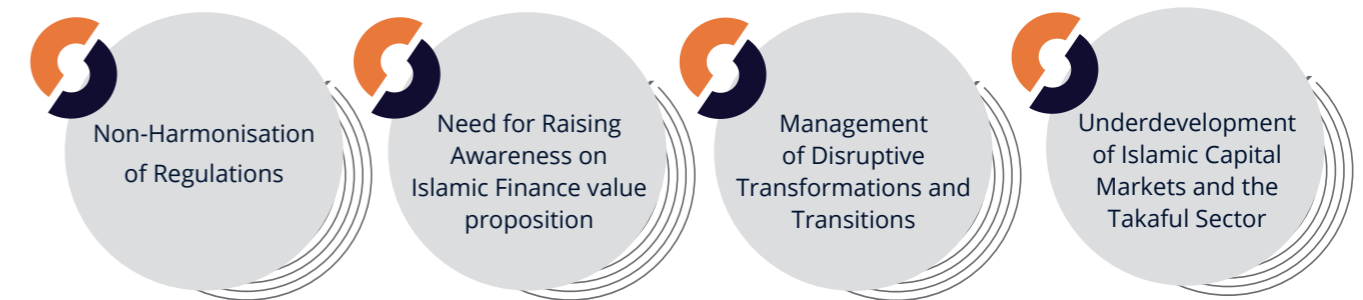 Non-Harmonisation
of Regulations
Need for Raising
Awareness on
Islamic Finance value
proposition
Management
of Disruptive
Transformations and
Transitions
Underdevelopment
of Islamic Capital
Markets and the
Takaful Sector